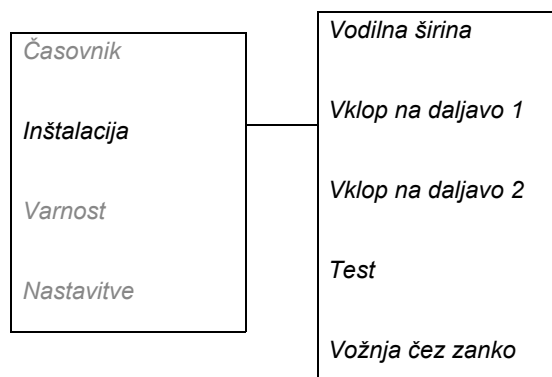 Časovnik
Inštalacija
Varnost
Nastavitve
Vodilna širina
Vklop na daljavo 1
Vklop na daljavo 2
Test
Vožnja čez zanko